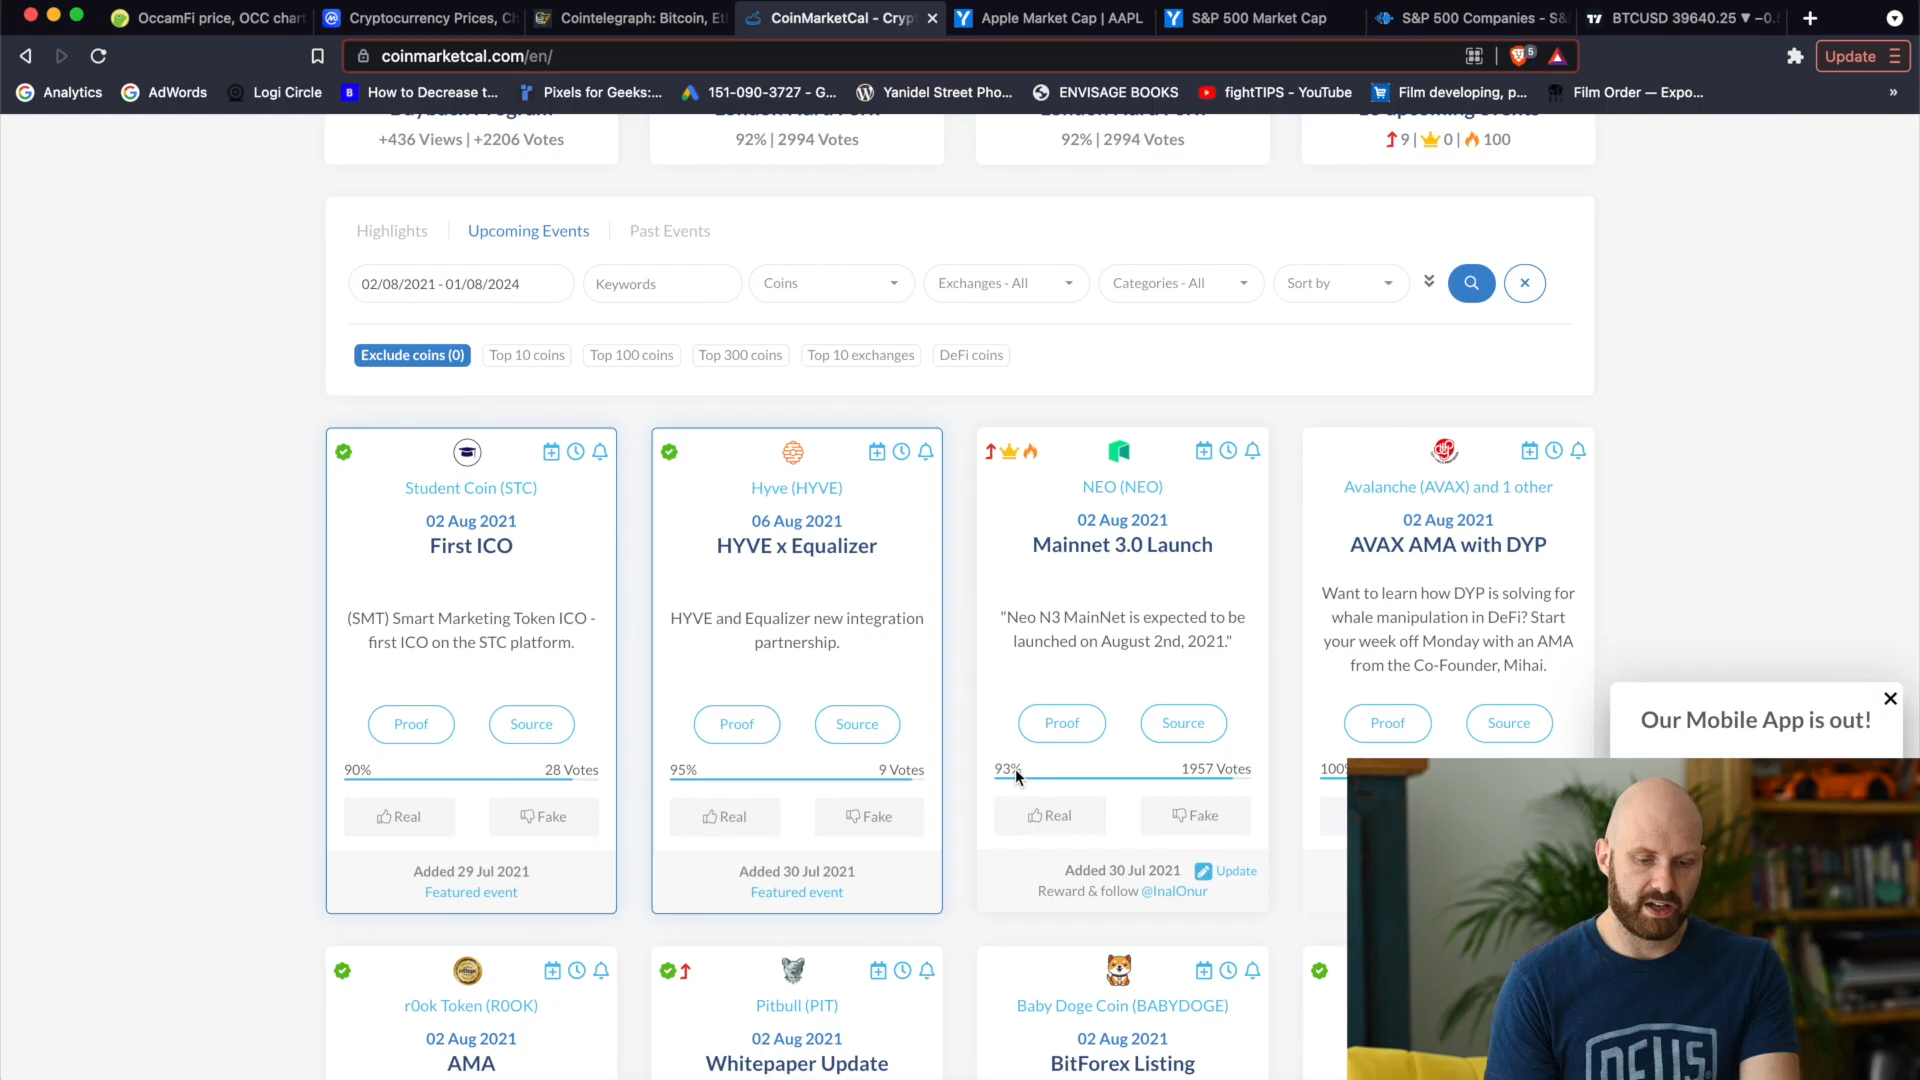 OccamFi price, OCC chart
Cryptocurrency Prices, Ch
Cointelegraph: Bitcoin, Et
CoinMarketCal - Cryp
Apple Market Cap | AAPL
S&P 500 Market Cap
S&P 500 Companies - S&
BTCUSD 39640.25 ▼ −0.
coinmarketcal.com/en/
5
Update
Analytics
AdWords
Logi Circle
How to Decrease t...
Pixels for Geeks:...
151-090-3727 - G...
Yanidel Street Pho...
ENVISAGE BOOKS
fightTIPS - YouTube
Film developing, p...
Film Order — Expo...
»
+436 Views | +2206 Votes
92% | 2994 Votes
92% | 2994 Votes
9 | 0 | 100
Highlights
Upcoming Events
Past Events
02/08/2021 - 01/08/2024
Keywords
Coins
Exchanges - All
Categories - All
Sort by
Exclude coins (0)
Top 10 coins
Top 100 coins
Top 300 coins
Top 10 exchanges
DeFi coins
Student Coin (STC)
02 Aug 2021
First ICO
(SMT) Smart Marketing Token ICO -
first ICO on the STC platform.
Proof
Source
90%
28 Votes
Real
Fake
Added 29 Jul 2021
Featured event
Hyve (HYVE)
06 Aug 2021
HYVE x Equalizer
HYVE and Equalizer new integration
partnership.
Proof
Source
95%
9 Votes
Real
Fake
Added 30 Jul 2021
Featured event
NEO (NEO)
02 Aug 2021
Mainnet 3.0 Launch
"Neo N3 MainNet is expected to be
launched on August 2nd, 2021."
Proof
Source
93%
1957 Votes
Real
Fake
Added 30 Jul 2021
Update
Reward & follow @InalOnur
Avalanche (AVAX) and 1 other
02 Aug 2021
AVAX AMA with DYP
Want to learn how DYP is solving for
whale manipulation in DeFi? Start
your week off Monday with an AMA
from the Co-Founder, Mihai.
Proof
Source
100
Our Mobile App is out!
r0ok Token (R0OK)
02 Aug 2021
AMA
Pitbull (PIT)
02 Aug 2021
Whitepaper Update
Baby Doge Coin (BABYDOGE)
02 Aug 2021
BitForex Listing
DEUS